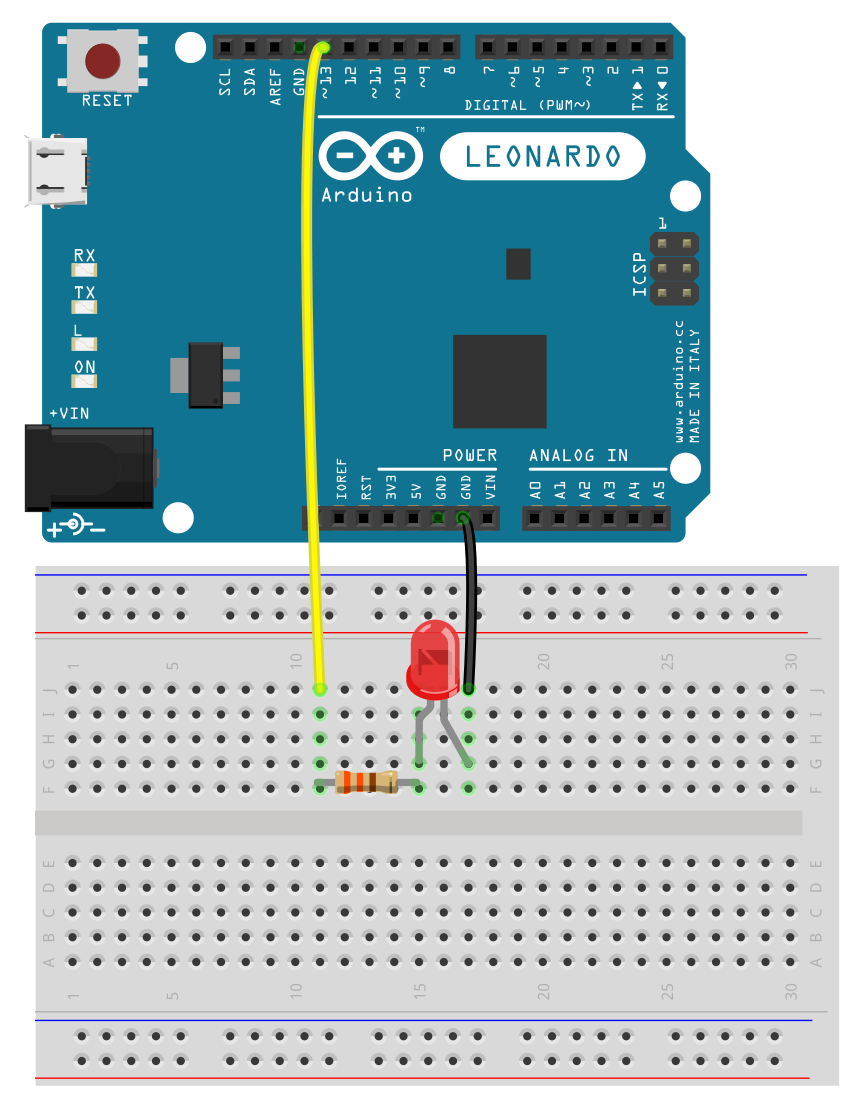 SCL SDA AREF GND ~13 12 ~11 ~10 ~9 8 7 ~6 ~5 4 ~3 2 TX▶1 RX◀0
RESET
DIGITAL (PWM~)
TM
LEONARDO
Arduino
1
ICSP
RX
TX
L
ON
www.arduino.cc
MADE IN ITALY
+VIN
POWER
ANALOG IN
IOREF RST 3V3 5V GND GND VIN A0 A1 A2 A3 A4 A5
+ -
1 5 10 20 25 30
J J
I I
H H
G G
F F
E E
D D
C C
B B
A A
1 5 10 15 20 25 30